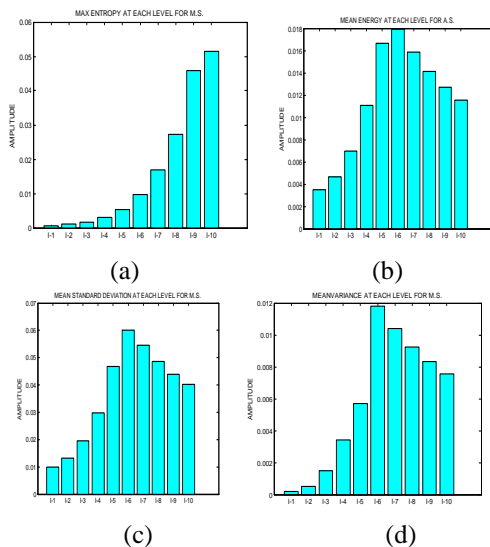 MAX ENTROPY AT EACH LEVEL FOR M.S.
0.06
0.05
0.04
0.03
0.02
0.01
0
AMPLITUDE
l-1 l-2 l-3 l-4 l-5 l-6 l-7 l-8 l-9 l-10
(a)
MEAN ENERGY AT EACH LEVEL FOR A.S.
0.018
0.016
0.014
0.012
0.01
0.008
0.006
0.004
0.002
0
AMPLITUDE
l-1 l-2 l-3 l-4 l-5 l-6 l-7 l-8 l-9 l-10
(b)
MEAN STANDARD DEVIATION AT EACH LEVEL FOR M.S.
0.07
0.06
0.05
0.04
0.03
0.02
0.01
0
AMPLITUDE
l-1 l-2 l-3 l-4 l-5 l-6 l-7 l-8 l-9 l-10
(c)
MEANVARIANCE AT EACH LEVEL FOR M.S.
0.012
0.01
0.008
0.006
0.004
0.002
0
AMPLITUDE
l-1 l-2 l-3 l-4 l-5 l-6 l-7 l-8 l-9 l-10
(d)